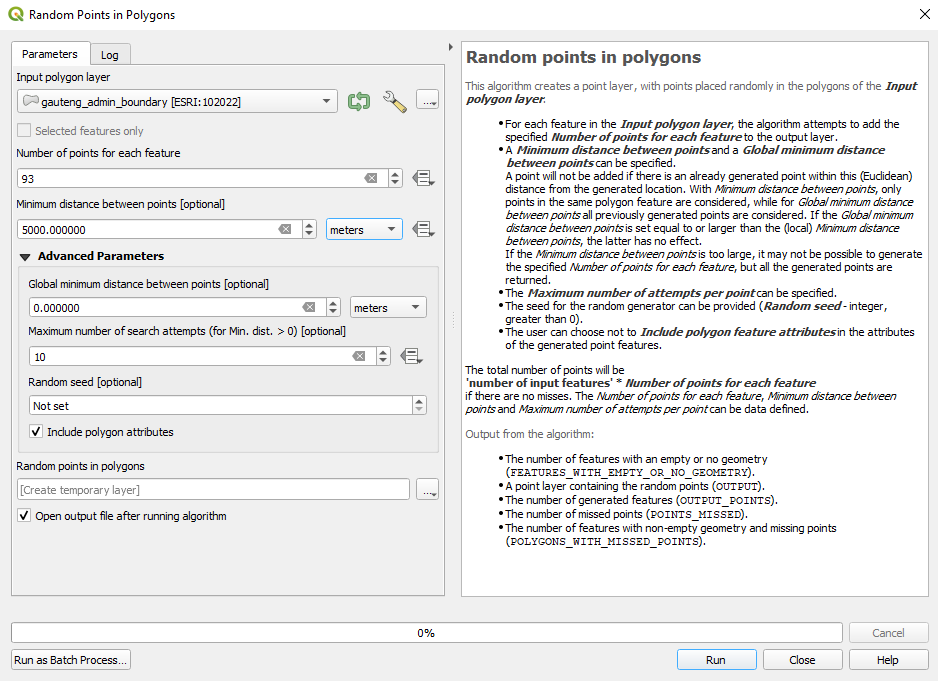 Random Points in Polygons
Parameters
Log
Input polygon layer
gauteng_admin_boundary [ESRI:102022]
...
Selected features only
Number of points for each feature
93
Minimum distance between points [optional]
5000.000000
meters
Advanced Parameters
Global minimum distance between points [optional]
0.000000
meters
Maximum number of search attempts (for Min. dist. > 0) [optional]
10
Random seed [optional]
Not set
Include polygon attributes
Random points in polygons
[Create temporary layer]
...
Open output file after running algorithm
Random points in polygons
This algorithm creates a point layer, with points placed randomly in the polygons of the Input
polygon layer.
•For each feature in the Input polygon layer, the algorithm attempts to add the
specified Number of points for each feature to the output layer.
•A Minimum distance between points and a Global minimum distance
between points can be specified.
A point will not be added if there is an already generated point within this (Euclidean)
distance from the generated location. With Minimum distance between points, only
points in the same polygon feature are considered, while for Global minimum distance
between points all previously generated points are considered. If the Global minimum
distance between points is set equal to or larger than the (local) Minimum distance
between points, the latter has no effect.
If the Minimum distance between points is too large, it may not be possible to generate
the specified Number of points for each feature, but all the generated points are
returned.
•The Maximum number of attempts per point can be specified.
•The seed for the random generator can be provided (Random seed - integer,
greater than 0).
•The user can choose not to Include polygon feature attributes in the attributes
of the generated point features.
The total number of points will be
'number of input features' * Number of points for each feature
if there are no misses. The Number of points for each feature, Minimum distance between
points and Maximum number of attempts per point can be data defined.
Output from the algorithm:
•The number of features with an empty or no geometry
(FEATURES_WITH_EMPTY_OR_NO_GEOMETRY).
•A point layer containing the random points (OUTPUT).
•The number of generated features (OUTPUT_POINTS).
•The number of missed points (POINTS_MISSED).
•The number of features with non-empty geometry and missing points
(POLYGONS_WITH_MISSED_POINTS).
0%
Cancel
Run as Batch Process...
Run
Close
Help